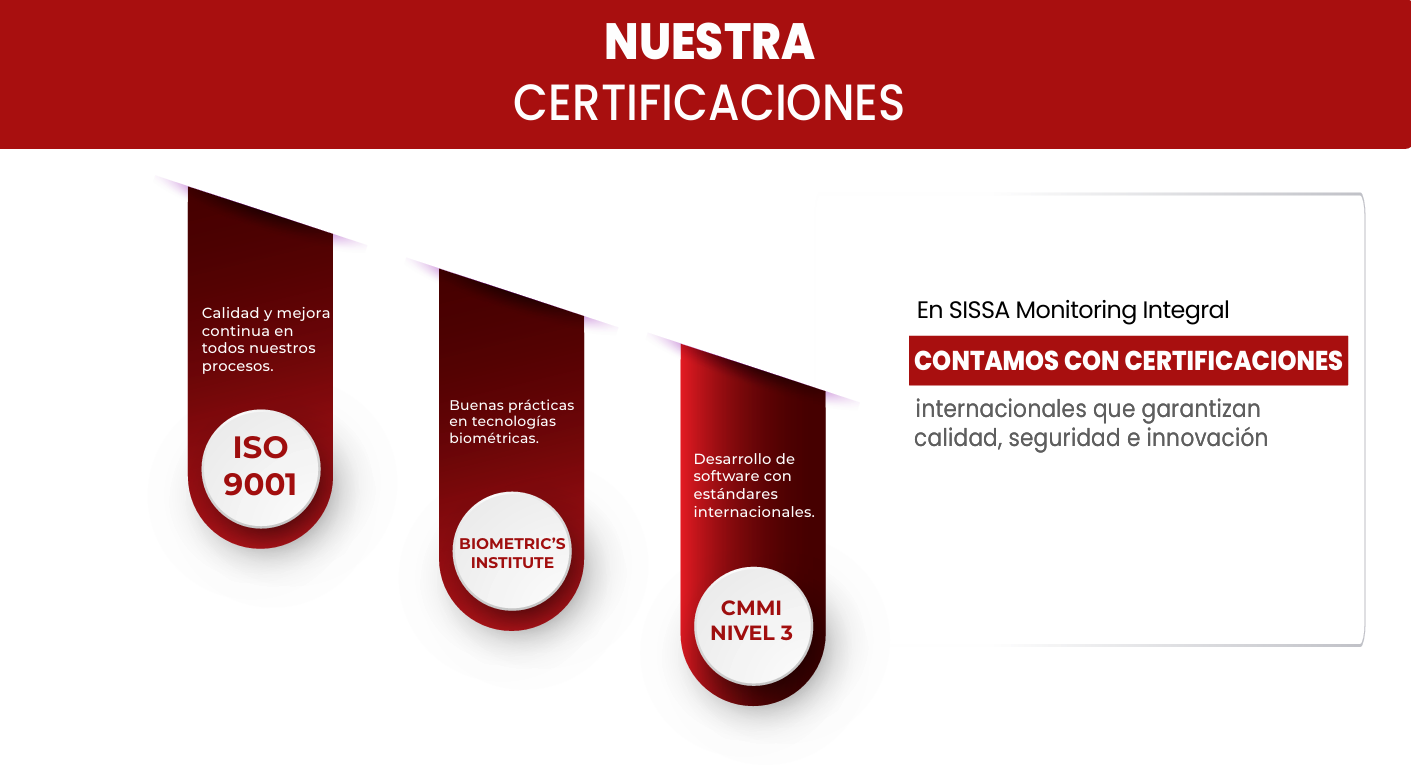 NUESTRA
CERTIFICACIONES
Calidad y mejora
continua en
todos nuestros
procesos.
ISO
9001
Buenas prácticas
en tecnologías
biométricas.
BIOMETRIC’S
INSTITUTE
Desarrollo de
software con
estándares
internacionales.
CMMI
NIVEL 3
En SISSA Monitoring Integral
CONTAMOS CON CERTIFICACIONES
internacionales que garantizan
calidad, seguridad e innovación